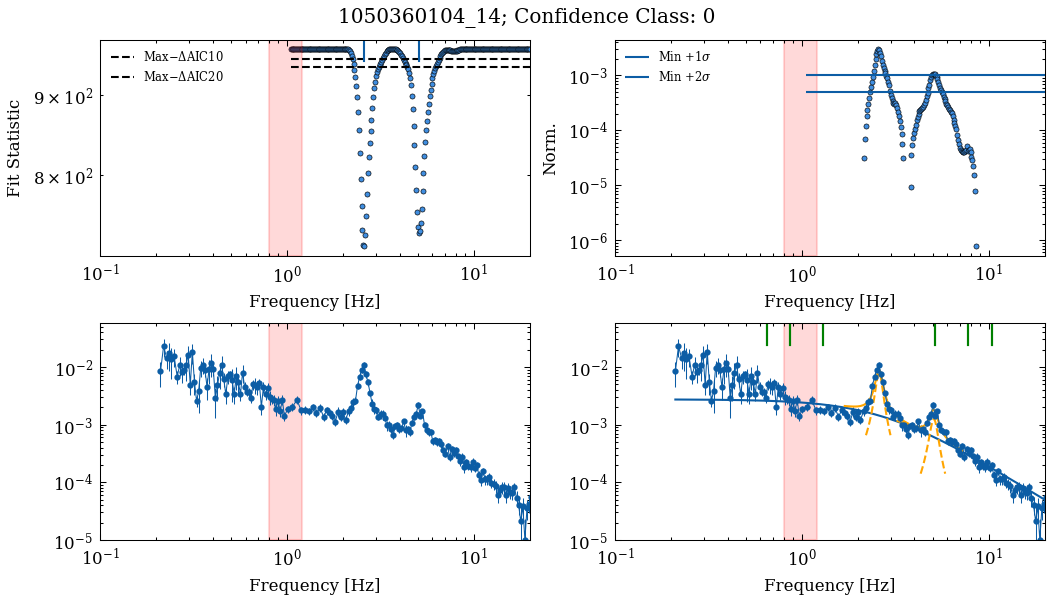 1050360104_14; Confidence Class: 0
Max−ΔAIC10
Max−ΔAIC20
Fit Statistic
9 × 10²
8 × 10²
10⁻¹ 10⁰ 10¹
Frequency [Hz]
Min +1σ
Min +2σ
Norm.
10⁻³
10⁻⁴
10⁻⁵
10⁻⁶
10⁻¹ 10⁰ 10¹
Frequency [Hz]
10⁻²
10⁻³
10⁻⁴
10⁻⁵
10⁻¹ 10⁰ 10¹
Frequency [Hz]
10⁻²
10⁻³
10⁻⁴
10⁻⁵
10⁻¹ 10⁰ 10¹
Frequency [Hz]